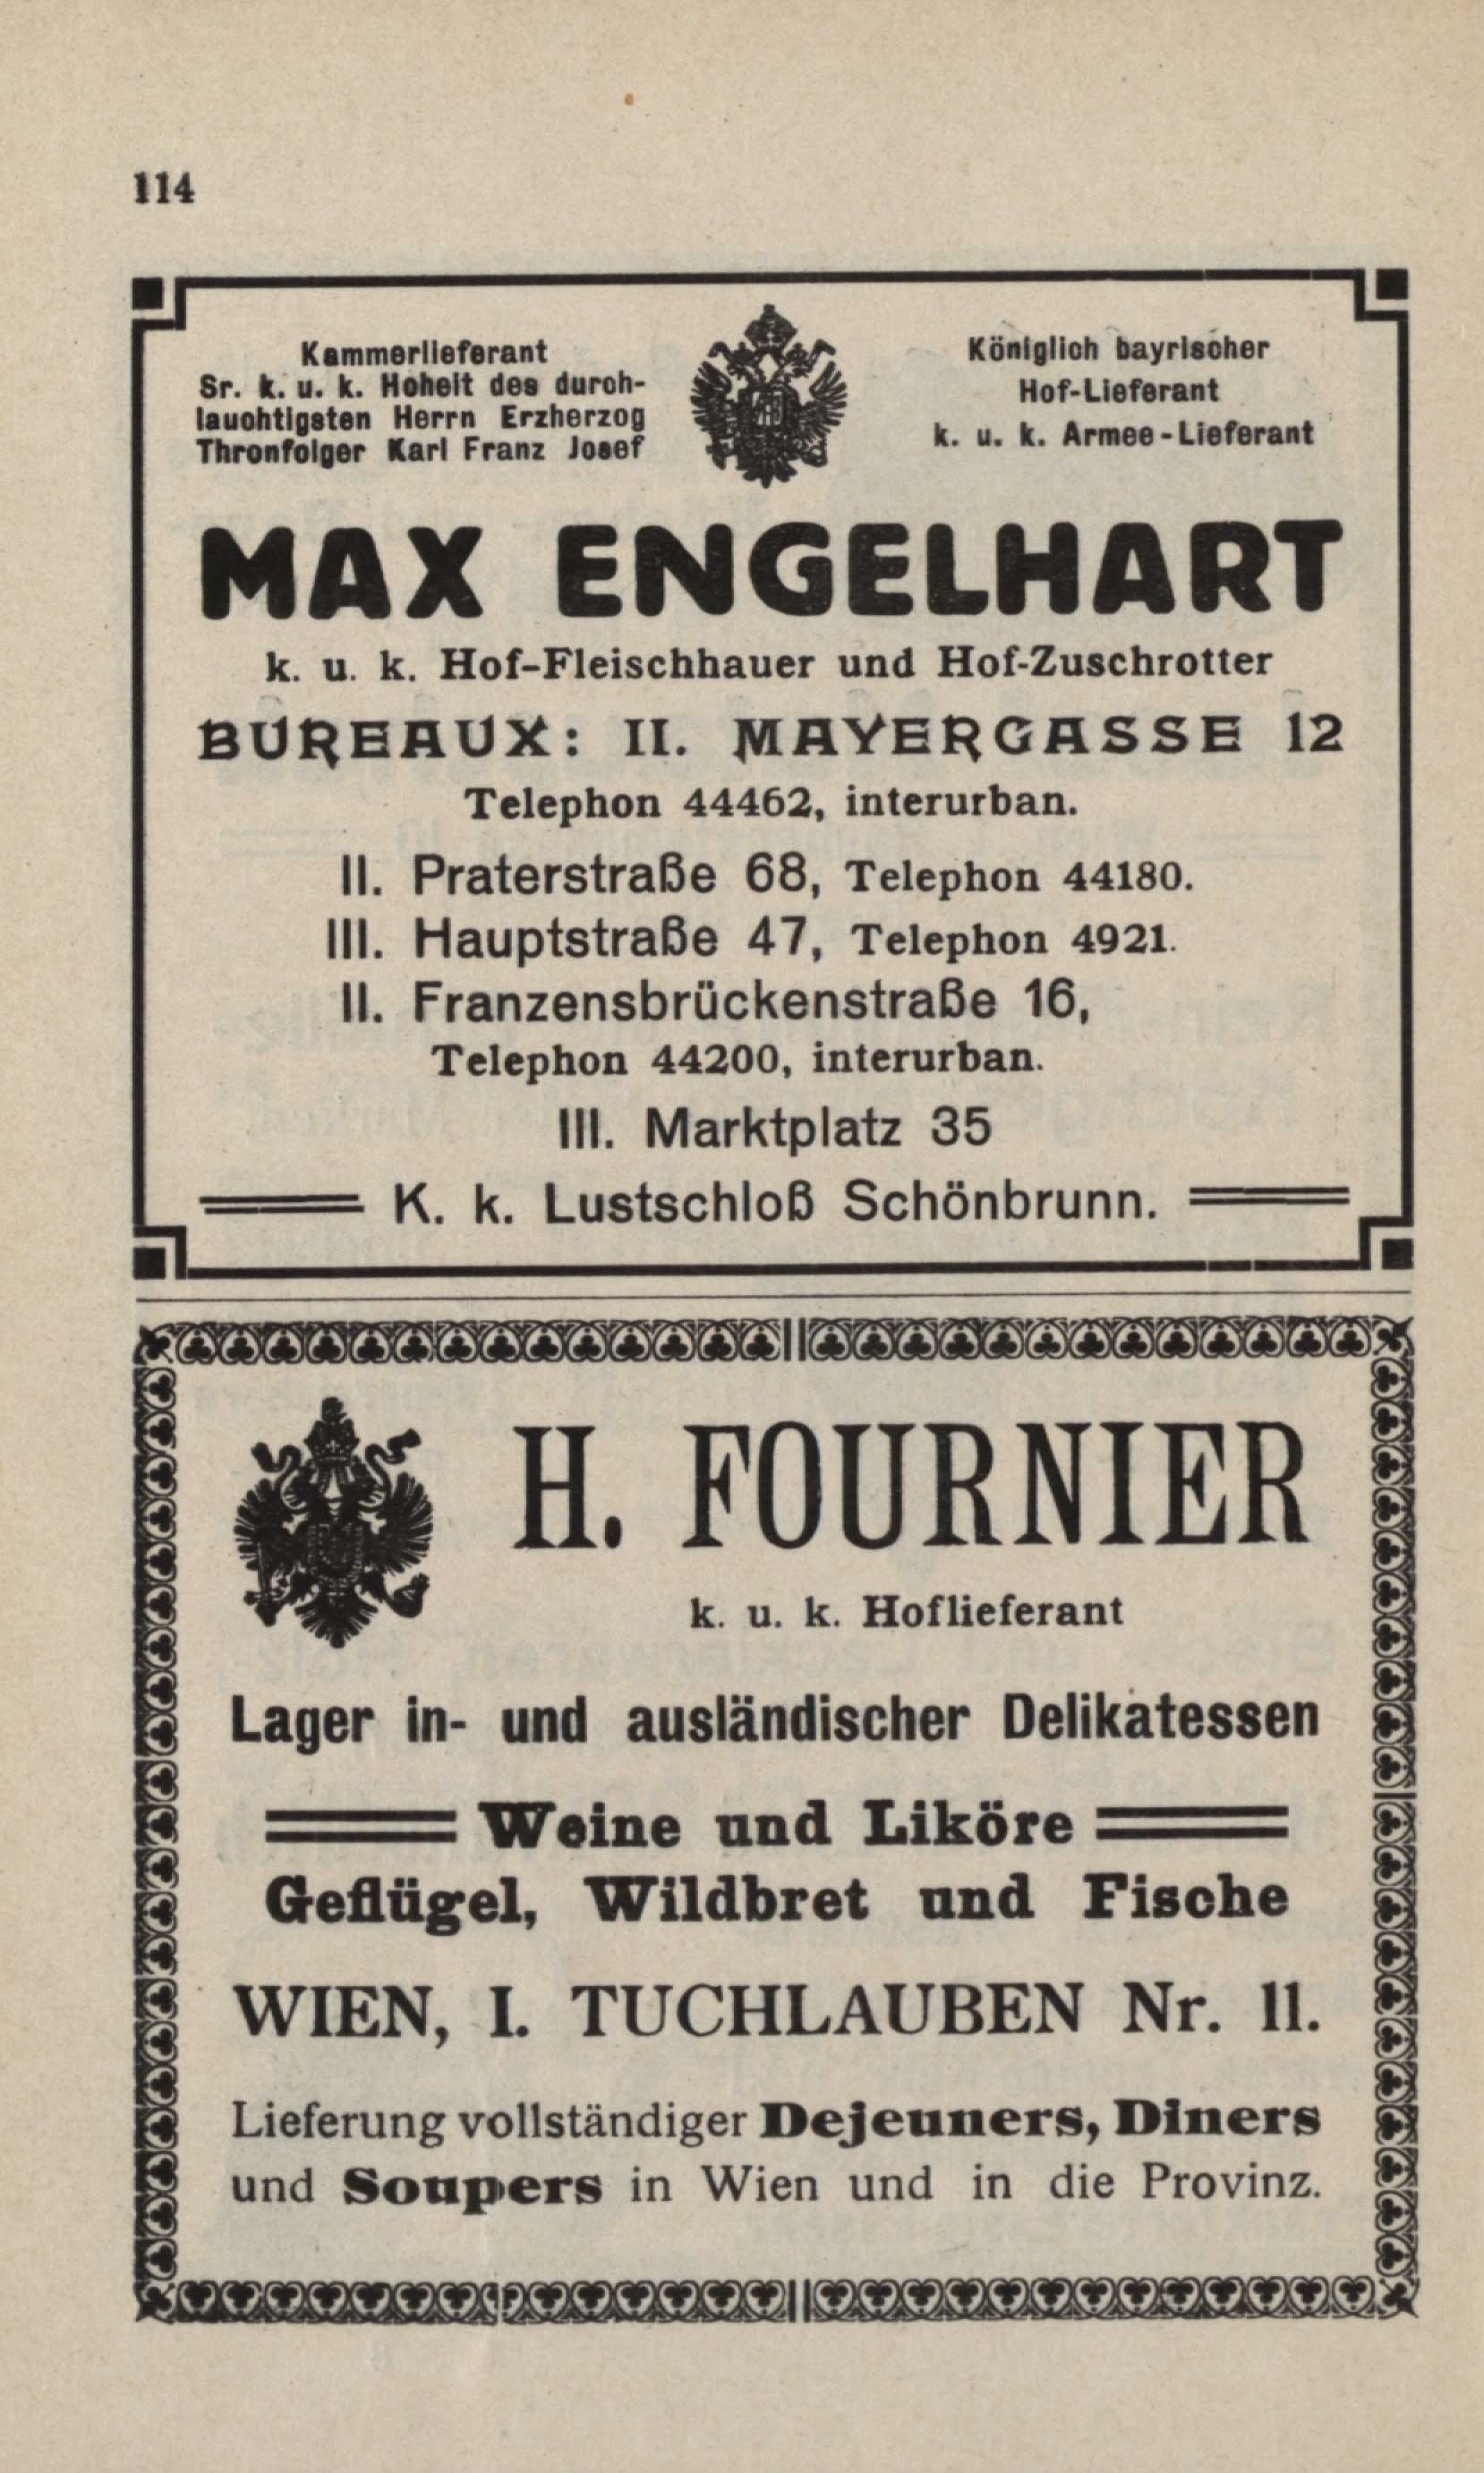 114
Kammerlieferant
Sr. k. u. k. Hoheit des durch-
lauchtigsten Herrn Erzherzog
Thronfolger Karl Franz Josef
Königlich bayrischer
Hof-Lieferant
k. u. k. Armee-Lieferant
MAX ENGELHART
k. u. k. Hof-Fleischhauer und Hof-Zuschrotter
BUREAUX: II. MAYERGASSE 12
Telephon 44462, interurban.
II. Praterstraße 68, Telephon 44180.
III. Hauptstraße 47, Telephon 4921.
II. Franzensbrückenstraße 16,
Telephon 44200, interurban.
III. Marktplatz 35
K. k. Lustschloß Schönbrunn.
H. FOURNIER
k. u. k. Hoflieferant
Lager in- und ausländischer Delikatessen
Weine und Liköre
Geflügel, Wildbret und Fische
WIEN, I. TUCHLAUBEN Nr. 11.
Lieferung vollständiger Dejeuners, Diners
und Soupers in Wien und in die Provinz.